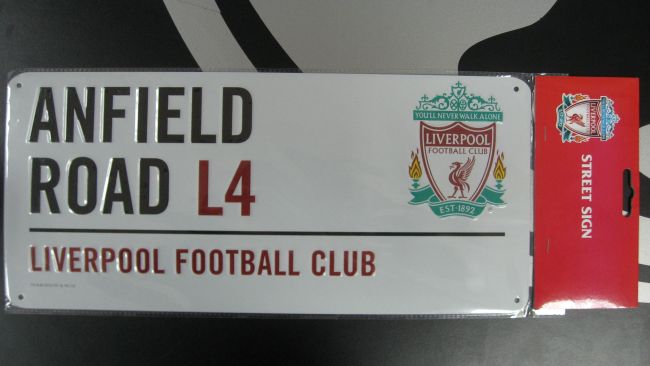 ANFIELD
ROAD L4
LIVERPOOL FOOTBALL CLUB
YOU'LL NEVER WALK ALONE
LIVERPOOL
FOOTBALL CLUB
EST·1892
STREET SIGN